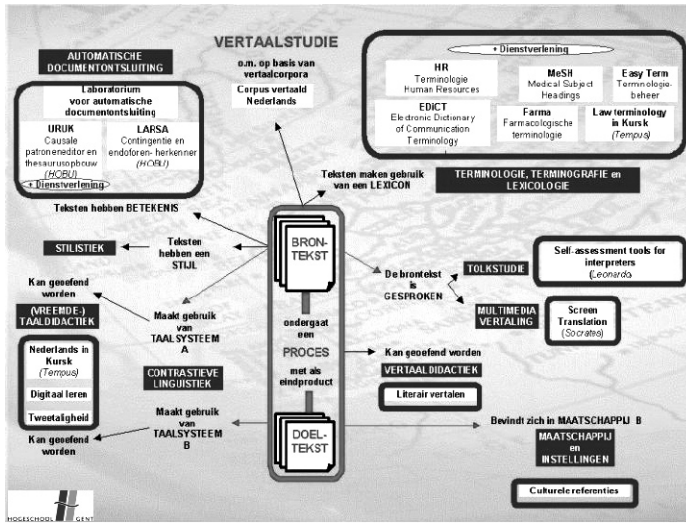 AUTOMATISCHE
DOCUMENTONTSLUITING
Laboratorium
voor automatische
documentontsluiting
URUK
Causale
patroneneditor en
thesaurusopbouw
(HOBU)
LARSA
Contingentie en
endoforen- herkenner
(HOBU)
+ Dienstverlening
VERTAALSTUDIE
o.m. op basis van
vertaalcorpora
Corpus vertaald
Nederlands
+ Dienstverlening
HR
Terminologie
Human Resources
MeSH
Medical Subject
Headings
Easy Term
Terminologie-
beheer
EDiCT
Electronic Dictionary
of Communication
Terminology
Farma
Farmacologische
terminologie
Law terminology
in Kursk
(Tempus)
TERMINOLOGIE, TERMINOGRAFIE en
LEXICOLOGIE
Teksten maken gebruik
van een LEXICON
Teksten hebben BETEKENIS
STILISTIEK
Teksten
hebben een
STIJL
BRON-
TEKST
De brontekst
is
GESPROKEN
TOLKSTUDIE
Self-assessment tools for
interpreters
(Leonardo)
MULTIMEDIA
VERTALING
Screen
Translation
(Socrates)
Kan geoefend
worden
(VREEMDE-)
TAALDIDACTIEK
Maakt gebruik
van
TAALSYSTEEM
A
ondergaat
een
PROCES
met als
eindproduct
Kan geoefend worden
VERTAALDIDACTIEK
Literair vertalen
Nederlands in
Kursk
(Tempus)
Digitaal leren
Tweetaligheid
CONTRASTIEVE
LINGUISTIEK
Maakt gebruik
van
TAALSYSTEEM
B
Kan geoefend
worden
DOEL-
TEKST
Bevindt zich in MAATSCHAPPIJ B
MAATSCHAPPIJ
en
INSTELLINGEN
Culturele referenties
HOGESCHOOL GENT